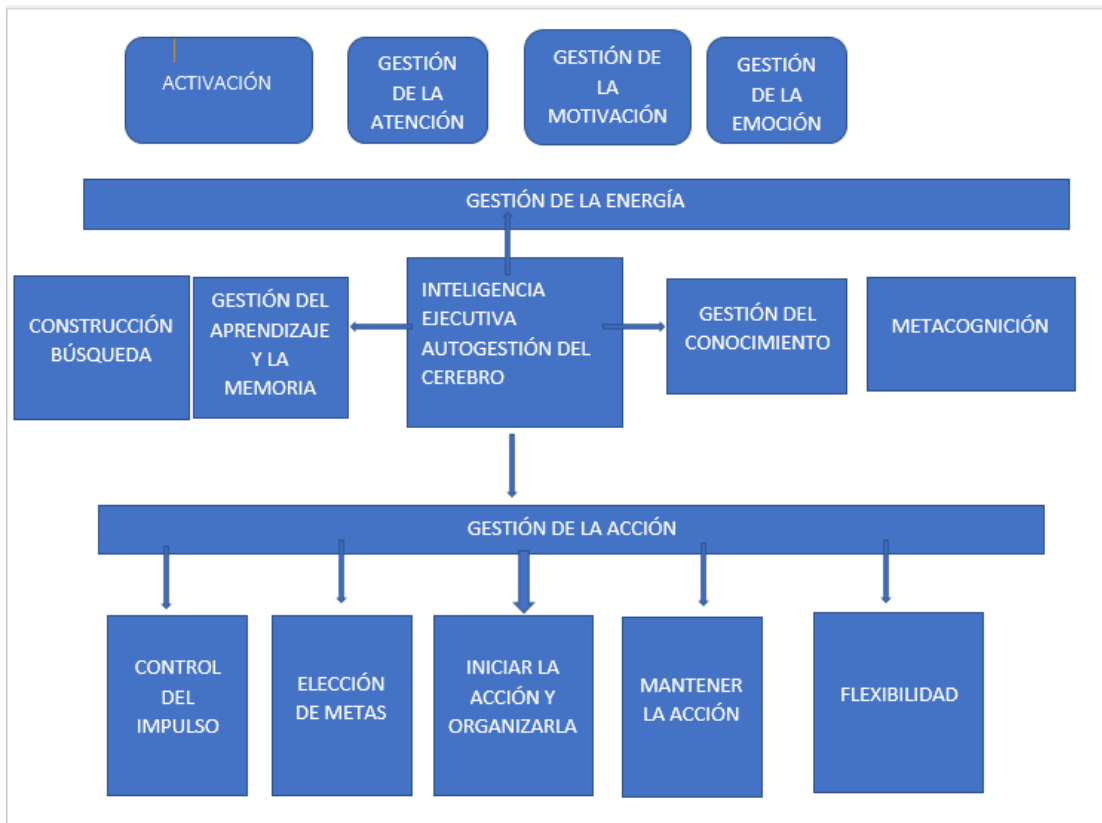 ACTIVACIÓN
GESTIÓN
DE LA
ATENCIÓN
GESTIÓN DE
LA
MOTIVACIÓN
GESTIÓN
DE LA
EMOCIÓN
GESTIÓN DE LA ENERGÍA
CONSTRUCCIÓN
BÚSQUEDA
GESTIÓN DEL
APRENDIZAJE
Y LA
MEMORIA
INTELIGENCIA
EJECUTIVA
AUTOGESTIÓN DEL
CEREBRO
GESTIÓN DEL
CONOCIMIENTO
METACOGNICIÓN
GESTIÓN DE LA ACCIÓN
CONTROL
DEL
IMPULSO
ELECCIÓN
DE METAS
INICIAR LA
ACCIÓN Y
ORGANIZARLA
MANTENER
LA ACCIÓN
FLEXIBILIDAD